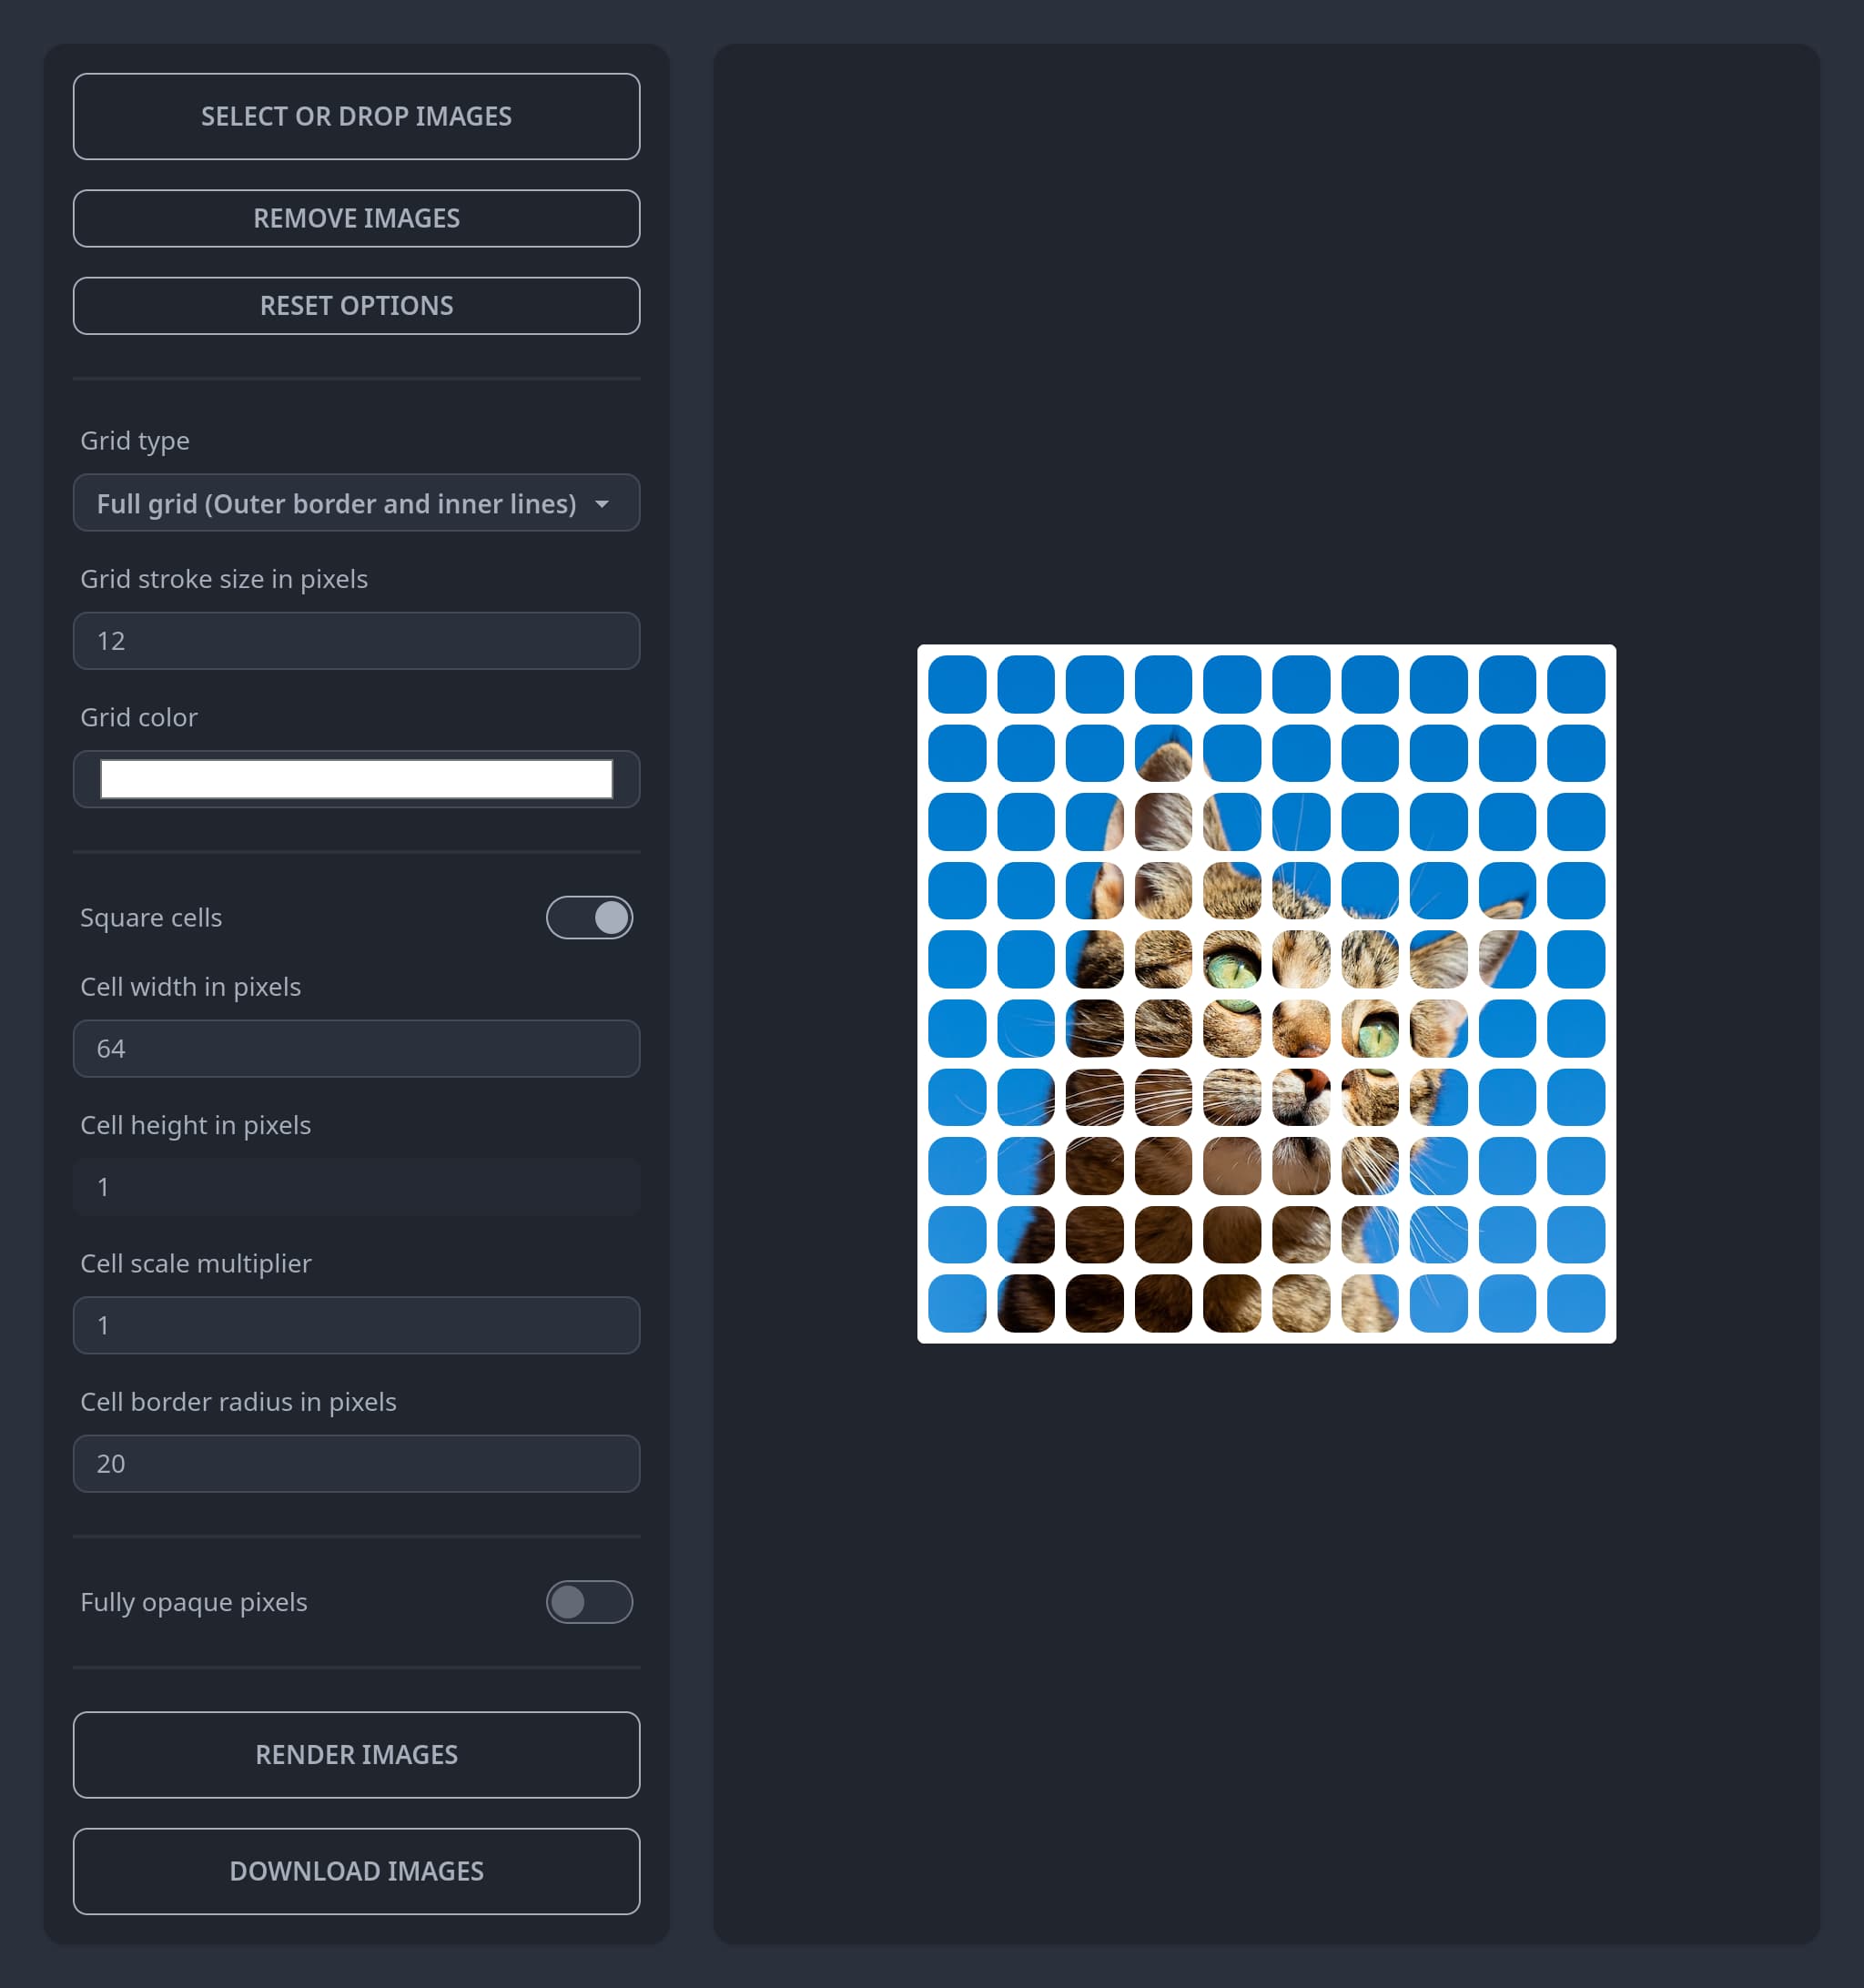 SELECT OR DROP IMAGES
REMOVE IMAGES
RESET OPTIONS
Grid type
Full grid (Outer border and inner lines)
Grid stroke size in pixels
12
Grid color
Square cells
Cell width in pixels
64
Cell height in pixels
1
Cell scale multiplier
1
Cell border radius in pixels
20
Fully opaque pixels
RENDER IMAGES
DOWNLOAD IMAGES